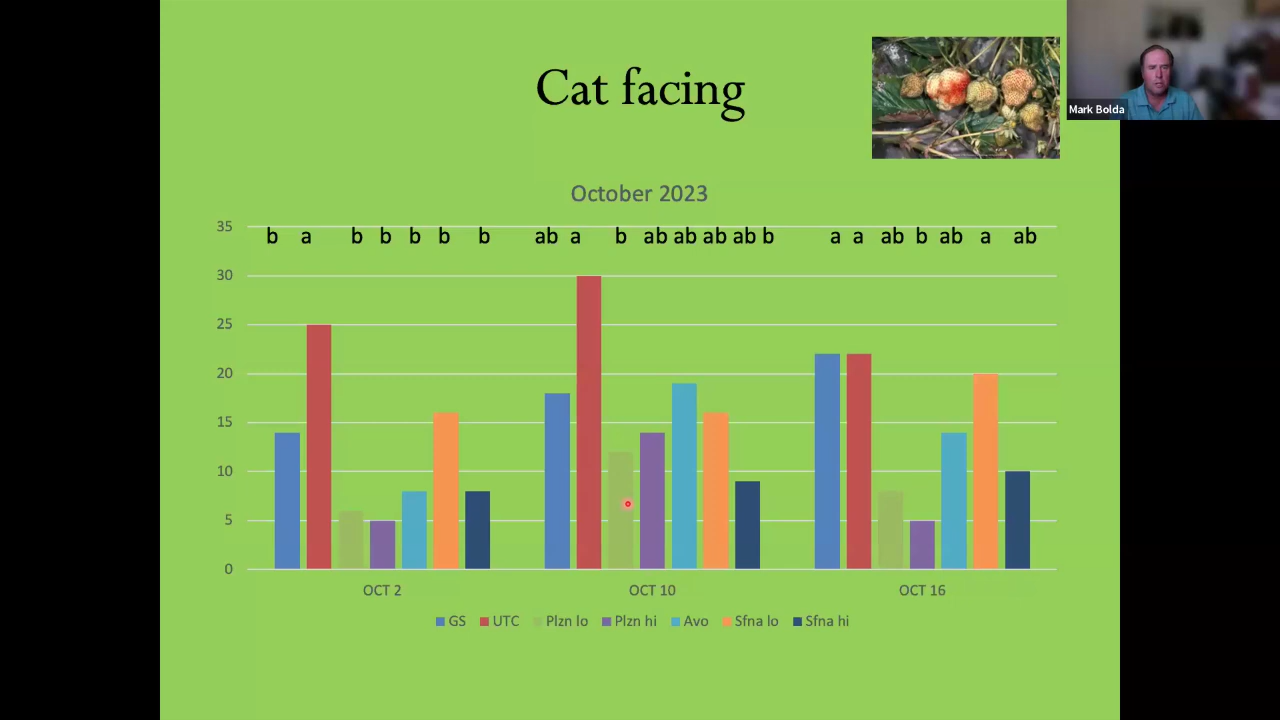 Cat facing
Mark Bolda
October 2023
35
b a b b b b b ab a b ab ab ab ab b a a ab b ab a ab
30
25
20
15
10
5
0
OCT 2 OCT 10 OCT 16
GS UTC Plzn lo Plzn hi Avo Sfna lo Sfna hi